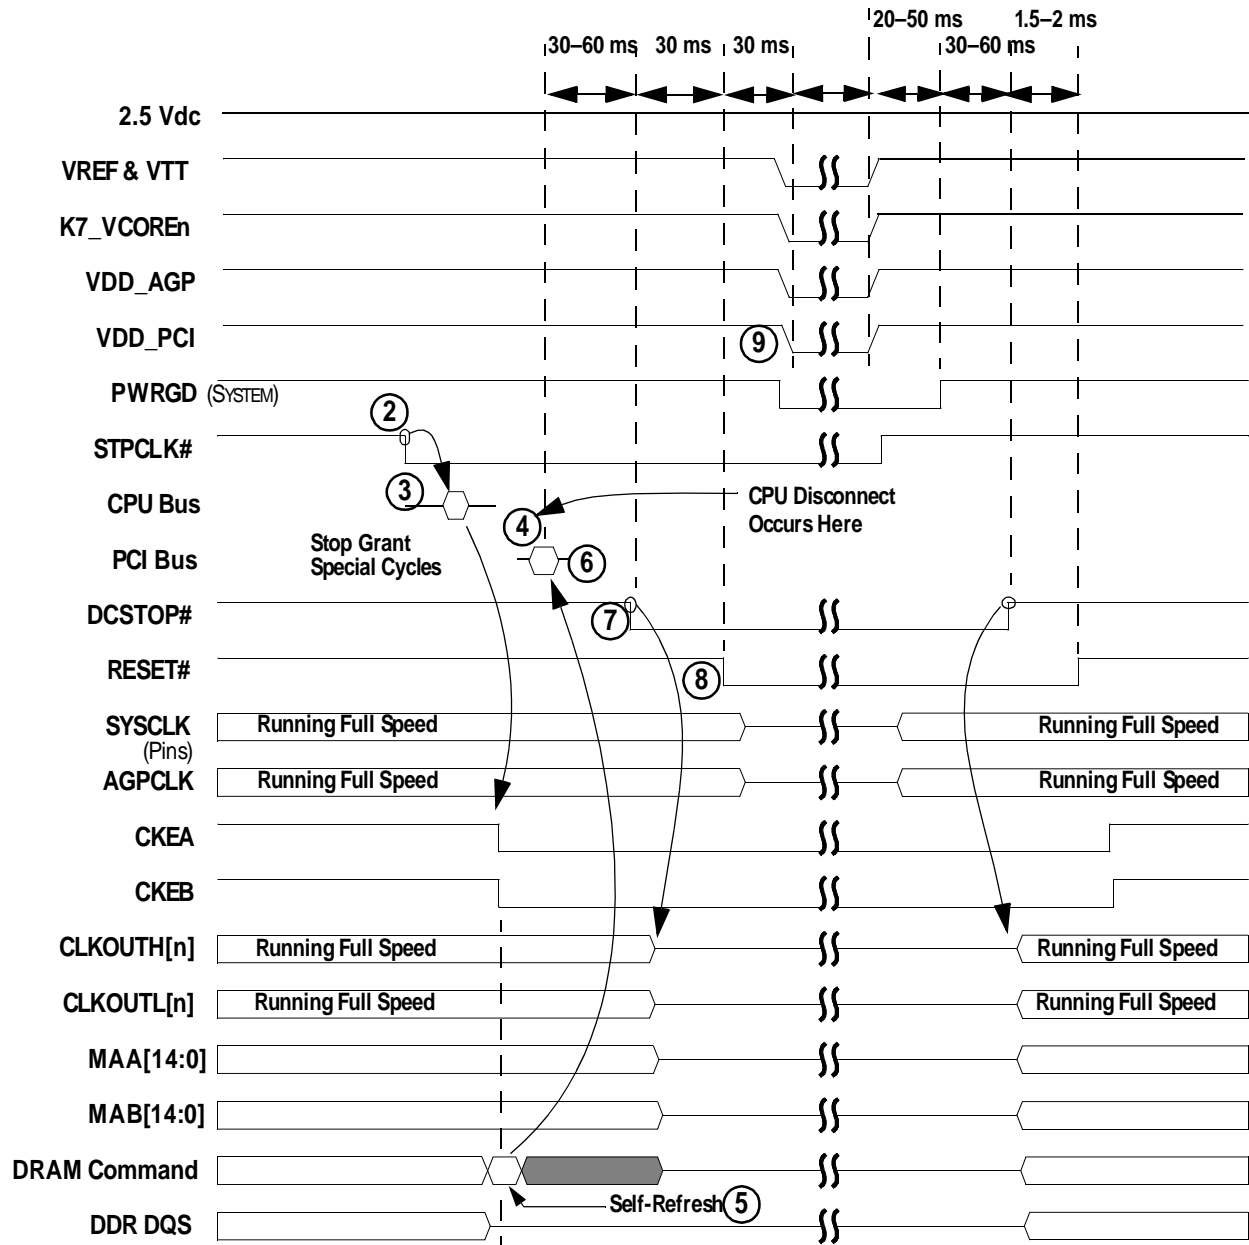 20–50 ms 1.5–2 ms
30–60 ms 30 ms 30 ms 30–60 ms
2.5 Vdc
VREF & VTT
K7_VCOREn
VDD_AGP
VDD_PCI
9
PWRGD (SYSTEM)
2
STPCLK#
3
CPU Bus
4
CPU Disconnect
Occurs Here
Stop Grant
Special Cycles
PCI Bus
6
DCSTOP#
7
RESET#
8
SYSCLK
(Pins)
Running Full Speed Running Full Speed
AGPCLK
Running Full Speed Running Full Speed
CKEA
CKEB
CLKOUTH[n]
Running Full Speed Running Full Speed
CLKOUTL[n]
Running Full Speed Running Full Speed
MAA[14:0]
MAB[14:0]
DRAM Command
Self-Refresh 5
DDR DQS